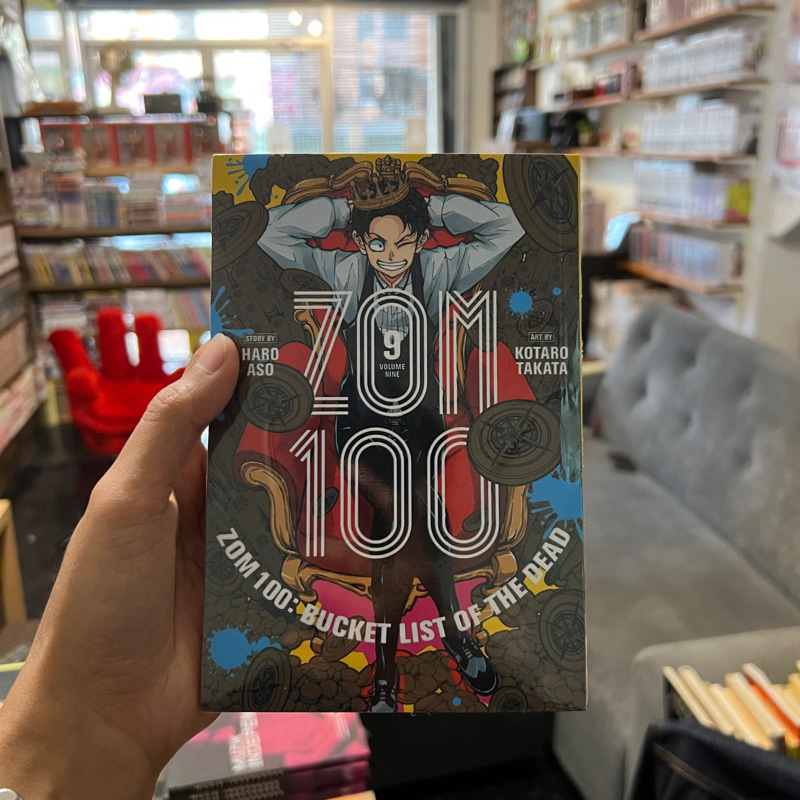 ZOM
9
VOLUME
NINE
STORY BY
HARO
ASO
ART BY
KOTARO
TAKATA
100
ZOM 100: BUCKET LIST OF THE DEAD